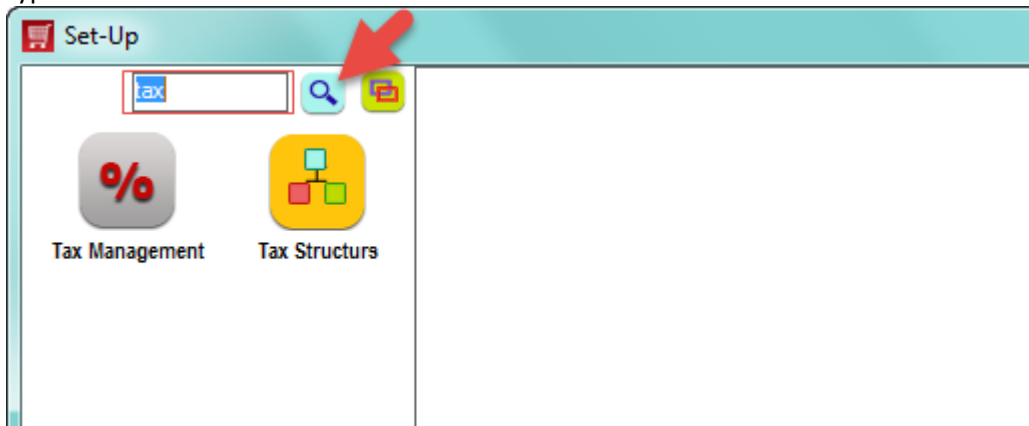 Set-Up
tax
%
Tax Management
Tax Structurs